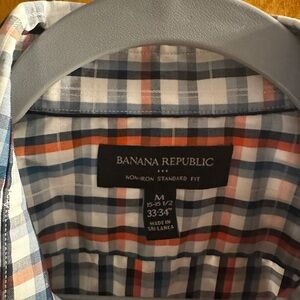 BANANA REPUBLIC
NON-IRON STANDARD FIT
M
15-15 1/2
33-34"
MADE IN
SRI LANKA